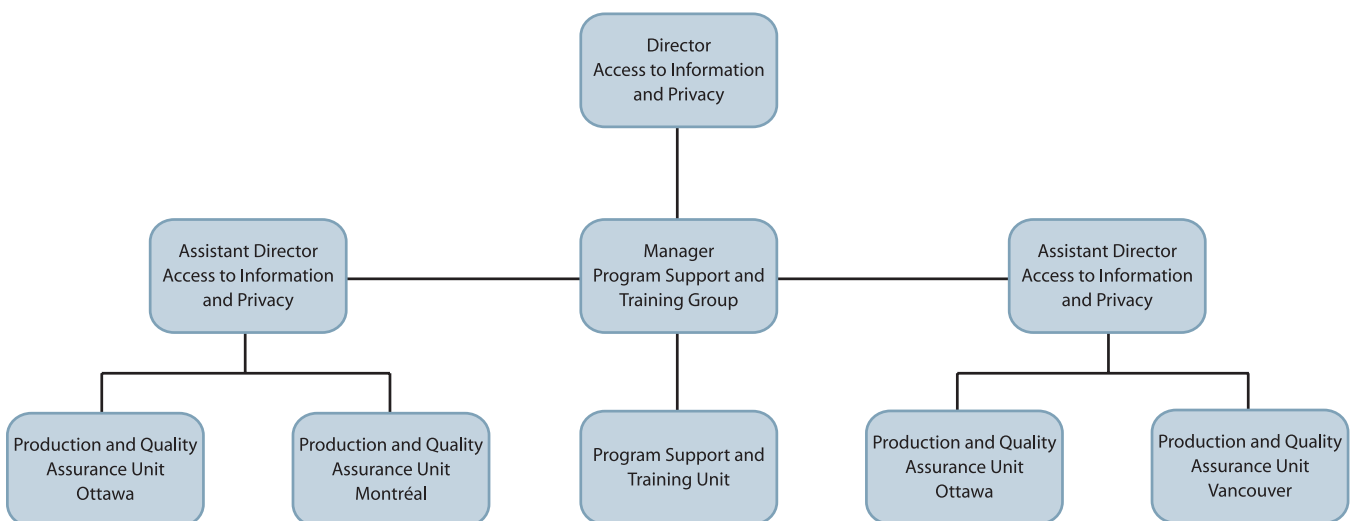 Director
Access to Information
and Privacy
Assistant Director
Access to Information
and Privacy
Manager
Program Support and
Training Group
Assistant Director
Access to Information
and Privacy
Production and Quality
Assurance Unit
Ottawa
Production and Quality
Assurance Unit
Montréal
Program Support and
Training Unit
Production and Quality
Assurance Unit
Ottawa
Production and Quality
Assurance Unit
Vancouver